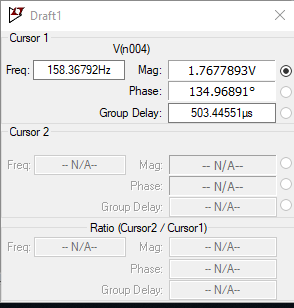 Draft1
Cursor 1
V(n004)
Freq: 158.36792Hz Mag: 1.7677893V
Phase: 134.96891°
Group Delay: 503.44551µs
Cursor 2
Freq: -- N/A-- Mag: -- N/A--
Phase: -- N/A--
Group Delay: -- N/A--
Ratio (Cursor2 / Cursor1)
Freq: -- N/A-- Mag: -- N/A--
Phase: -- N/A--
Group Delay: -- N/A--